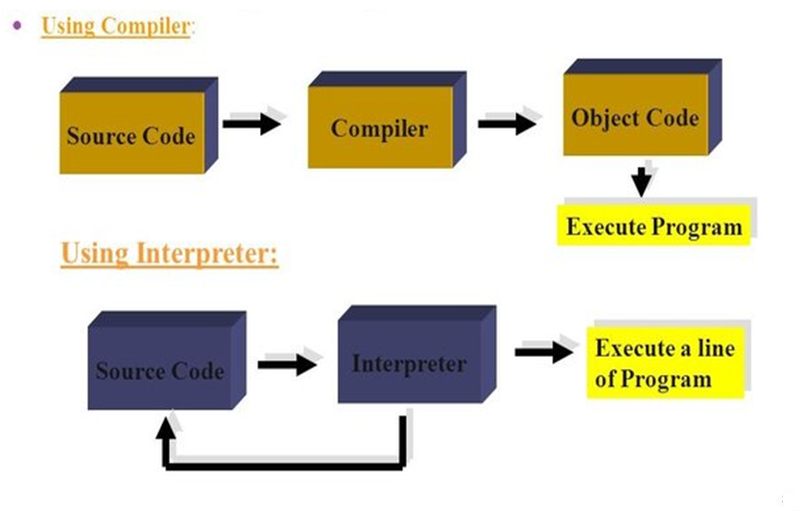 • Using Compiler:
Source Code
Compiler
Object Code
Execute Program
Using Interpreter:
Source Code
Interpreter
Execute a line
of Program